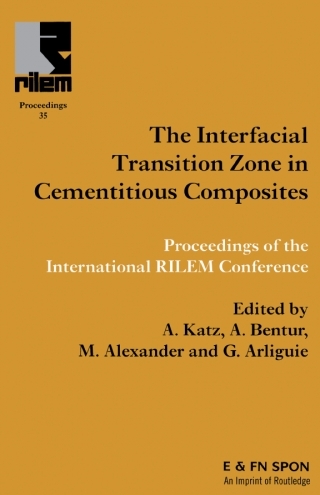 rilem
Proceedings
35
The Interfacial
Transition Zone in
Cementitious Composites
Proceedings of the
International RILEM Conference
Edited by
A. Katz, A. Bentur,
M. Alexander and G. Arliguie
E & FN SPON
An Imprint of Routledge